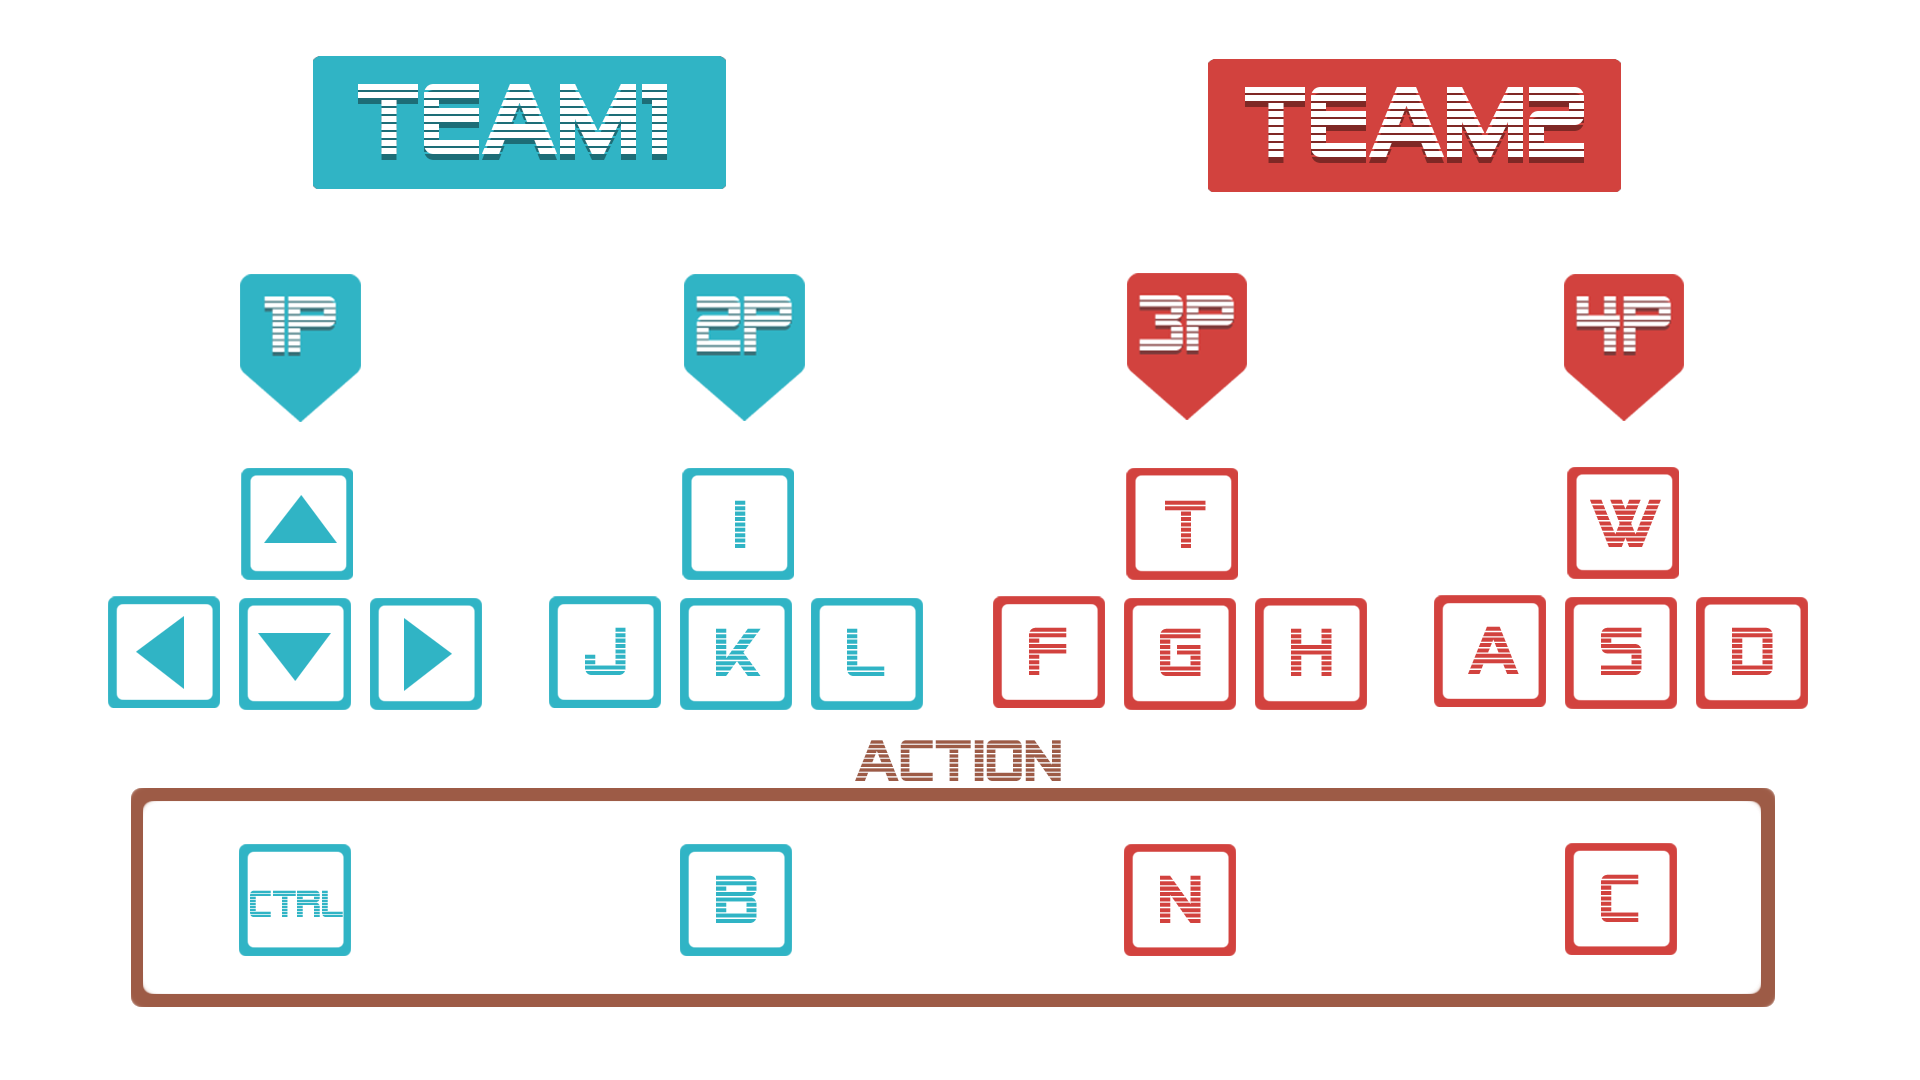 TEAM1 TEAM2
1P 2P 3P 4P
I T W
J K L F G H A S D
ACTION
CTRL B N C